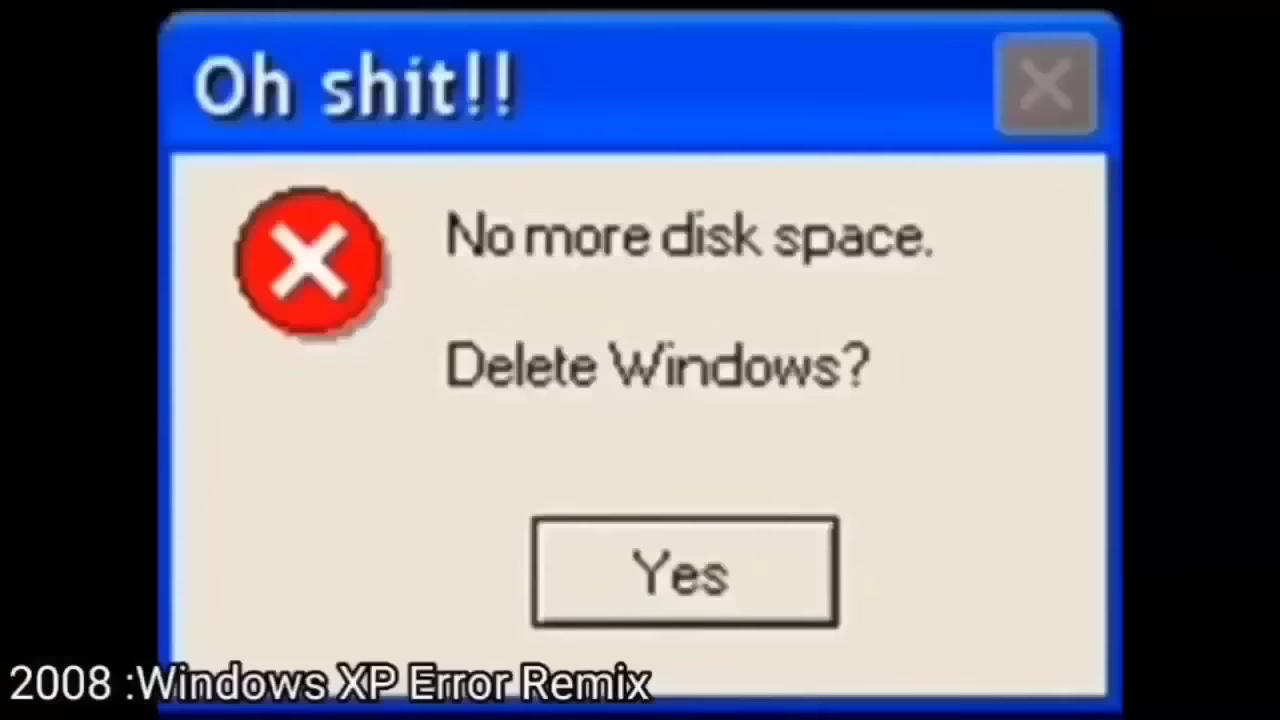 Oh shit!!
No more disk space.
Delete Windows?
Yes
2008 :Windows XP Error Remix